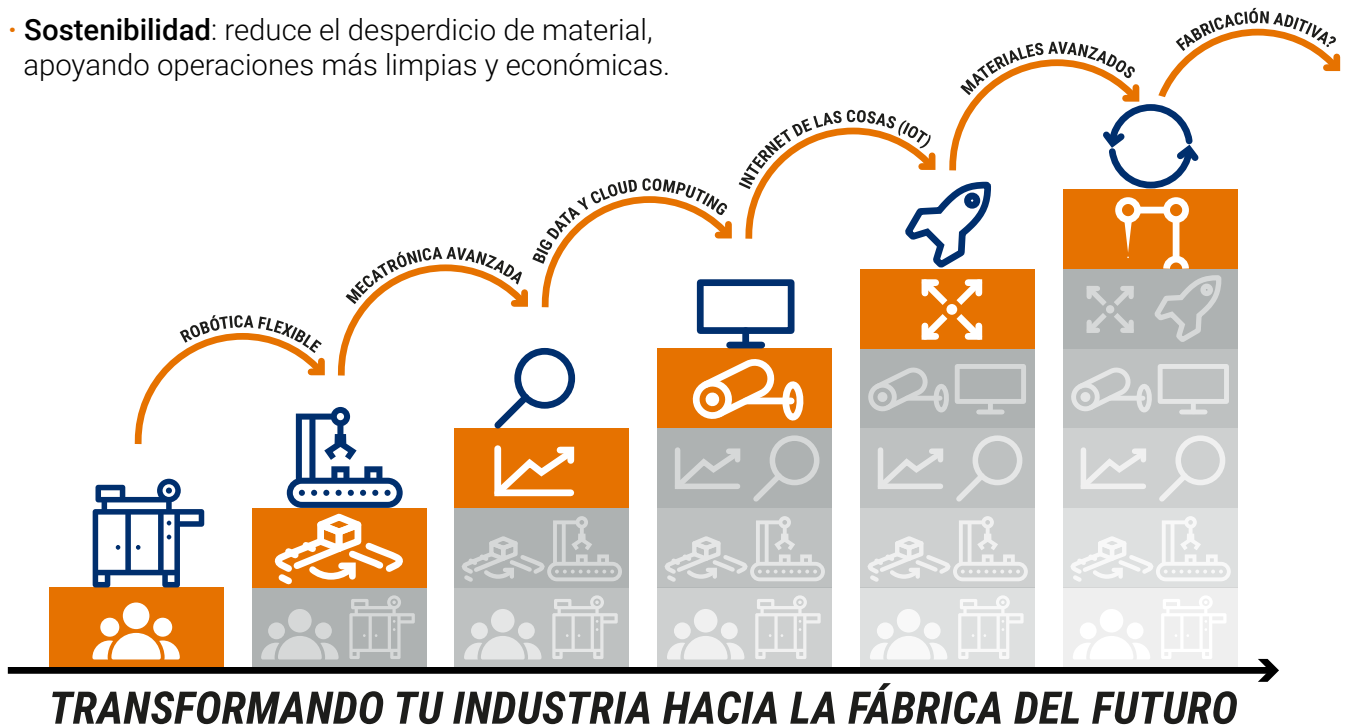 · Sostenibilidad: reduce el desperdicio de material,
apoyando operaciones más limpias y económicas.
ROBÓTICA FLEXIBLE
MECATRÓNICA AVANZADA
BIG DATA Y CLOUD COMPUTING
INTERNET DE LAS COSAS (IOT)
MATERIALES AVANZADOS
FABRICACIÓN ADITIVA?
TRANSFORMANDO TU INDUSTRIA HACIA LA FÁBRICA DEL FUTURO